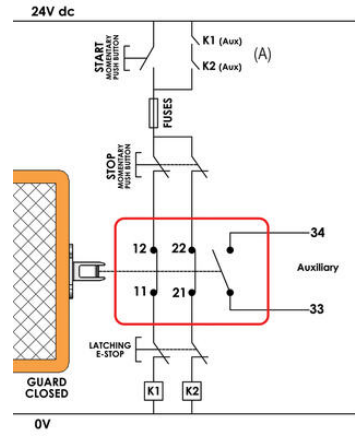 24V dc
START
MOMENTARY
PUSH BUTTON
K1 (Aux)
K2 (Aux)
(A)
FUSES
STOP
MOMENTARY
PUSH BUTTON
12
22
34
Auxiliary
11
21
33
LATCHING
E-STOP
GUARD
CLOSED
K1
K2
0V